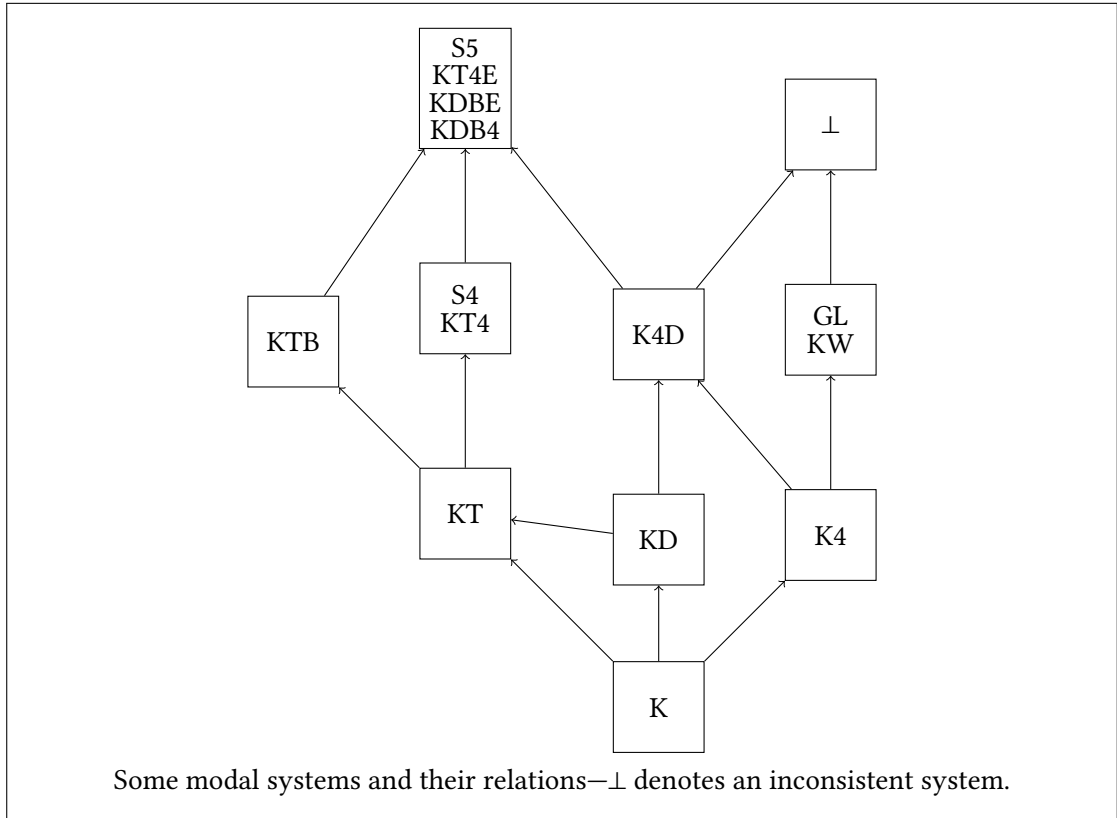 S5
KT4E
KDBE
KDB4
⊥
S4
KT4
GL
KW
K4D
KTB
KT
KD
K4
K
Some modal systems and their relations—⊥ denotes an inconsistent system.